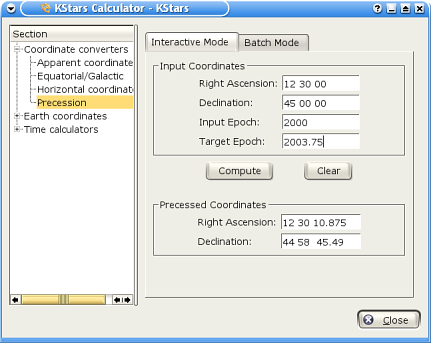 KStars Calculator - KStars
Section
Coordinate converters
Apparent coordinate
Equatorial/Galactic
Horizontal coordinat
Precession
Earth coordinates
Time calculators
Interactive Mode
Batch Mode
Input Coordinates
Right Ascension: 12 30 00
Declination: 45 00 00
Input Epoch: 2000
Target Epoch: 2003.75
Compute
Clear
Precessed Coordinates
Right Ascension: 12 30 10.875
Declination: 44 58 45.49
Close